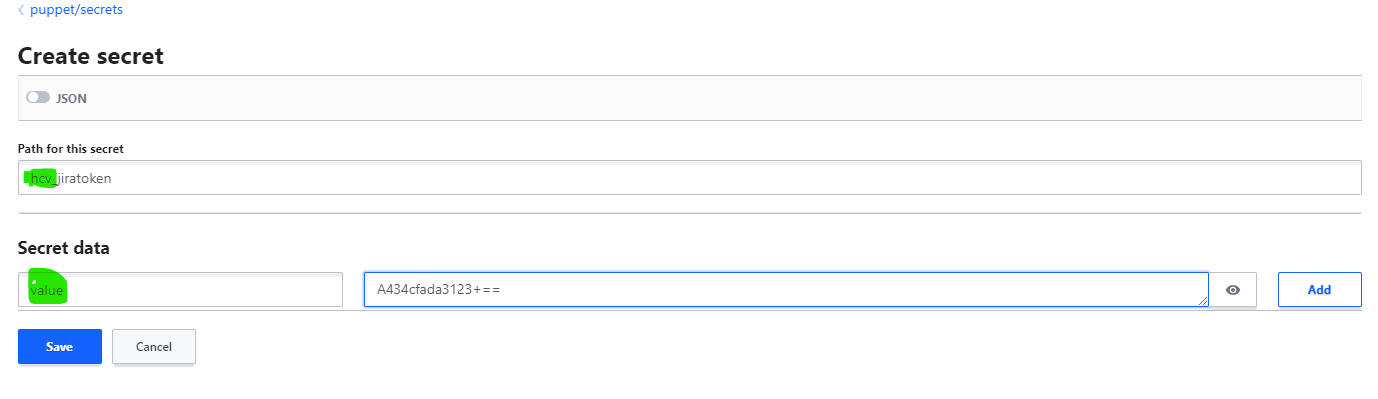 puppet/secrets
Create secret
JSON
Path for this secret
hcv_jiratoken
Secret data
value A434cfada3123+== Add
Save Cancel